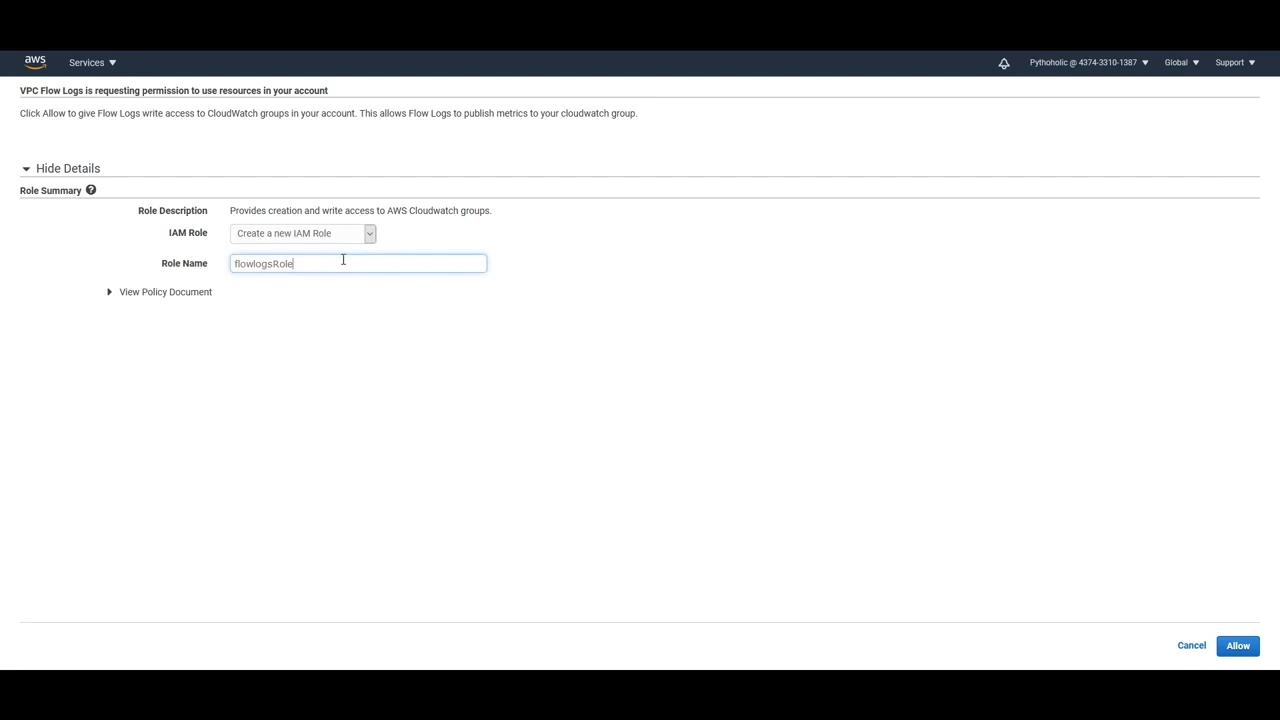 aws Services Pythoholic @ 4374-3310-1387 Global Support
VPC Flow Logs is requesting permission to use resources in your account
Click Allow to give Flow Logs write access to CloudWatch groups in your account. This allows Flow Logs to publish metrics to your cloudwatch group.
Hide Details
Role Summary ?
Role Description Provides creation and write access to AWS Cloudwatch groups.
IAM Role Create a new IAM Role
Role Name flowlogsRole
View Policy Document
Cancel Allow